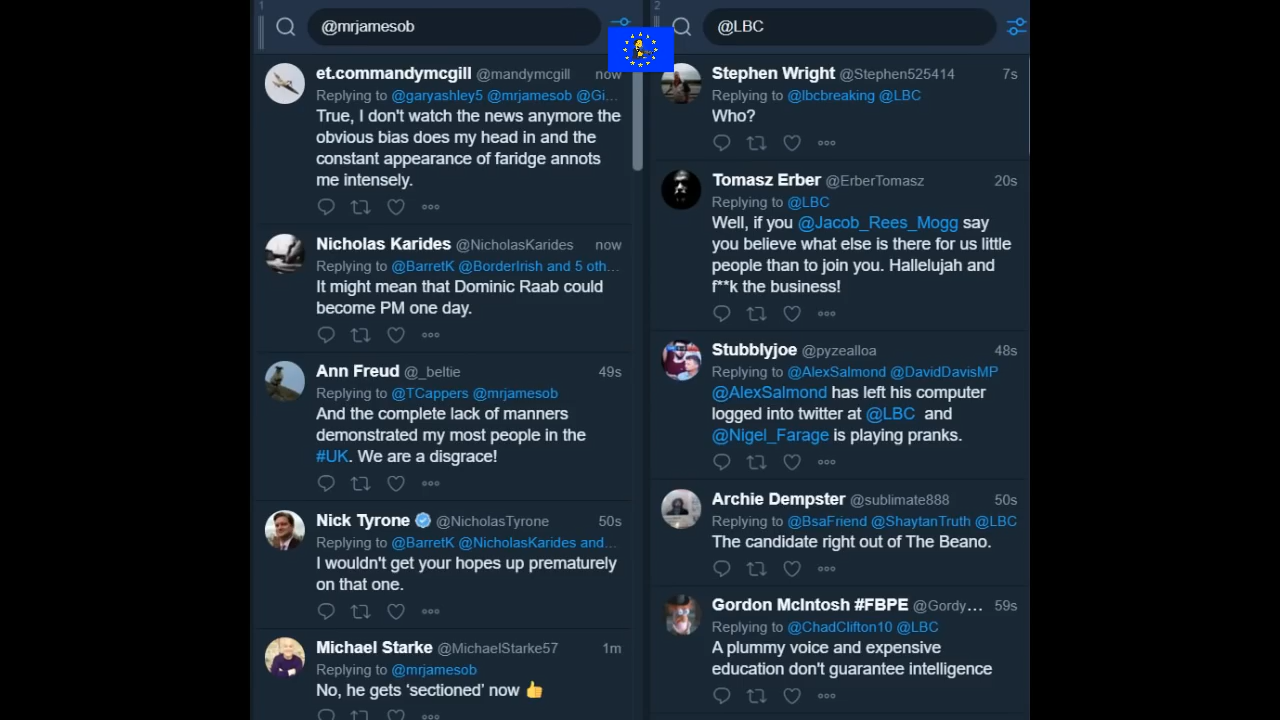 1
@mrjamesob
et.commandymcgill @mandymcgill now
Replying to @garyashley5 @mrjamesob @Gi...
True, I don't watch the news anymore the
obvious bias does my head in and the
constant appearance of faridge annots
me intensely.
Nicholas Karides @NicholasKarides now
Replying to @BarretK @BorderIrish and 5 oth...
It might mean that Dominic Raab could
become PM one day.
Ann Freud @_beltie 49s
Replying to @TCappers @mrjamesob
And the complete lack of manners
demonstrated my most people in the
#UK. We are a disgrace!
Nick Tyrone @NicholasTyrone 50s
Replying to @BarretK @NicholasKarides and...
I wouldn't get your hopes up prematurely
on that one.
Michael Starke @MichaelStarke57 1m
Replying to @mrjamesob
No, he gets ‘sectioned’ now 👍
2
@LBC
Stephen Wright @Stephen525414 7s
Replying to @lbcbreaking @LBC
Who?
Tomasz Erber @ErberTomasz 20s
Replying to @LBC
Well, if you @Jacob_Rees_Mogg say
you believe what else is there for us little
people than to join you. Hallelujah and
f**k the business!
Stubblyjoe @pyzealloa 48s
Replying to @AlexSalmond @DavidDavisMP
@AlexSalmond has left his computer
logged into twitter at @LBC and
@Nigel_Farage is playing pranks.
Archie Dempster @sublimate888 50s
Replying to @BsaFriend @ShaytanTruth @LBC
The candidate right out of The Beano.
Gordon McIntosh #FBPE @Gordy... 59s
Replying to @ChadClifton10 @LBC
A plummy voice and expensive
education don't guarantee intelligence